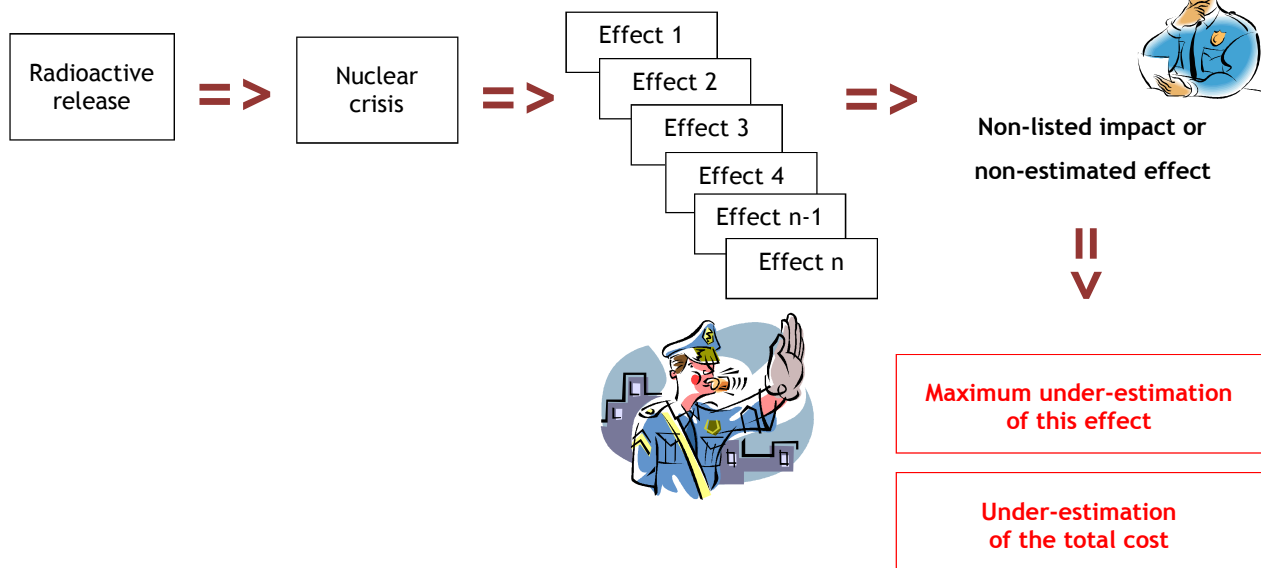 Radioactive
release
=>
Nuclear
crisis
=>
Effect 1
Effect 2
Effect 3
Effect 4
Effect n-1
Effect n
=>
Non-listed impact or
non-estimated effect
=>
Maximum under-estimation
of this effect
Under-estimation
of the total cost